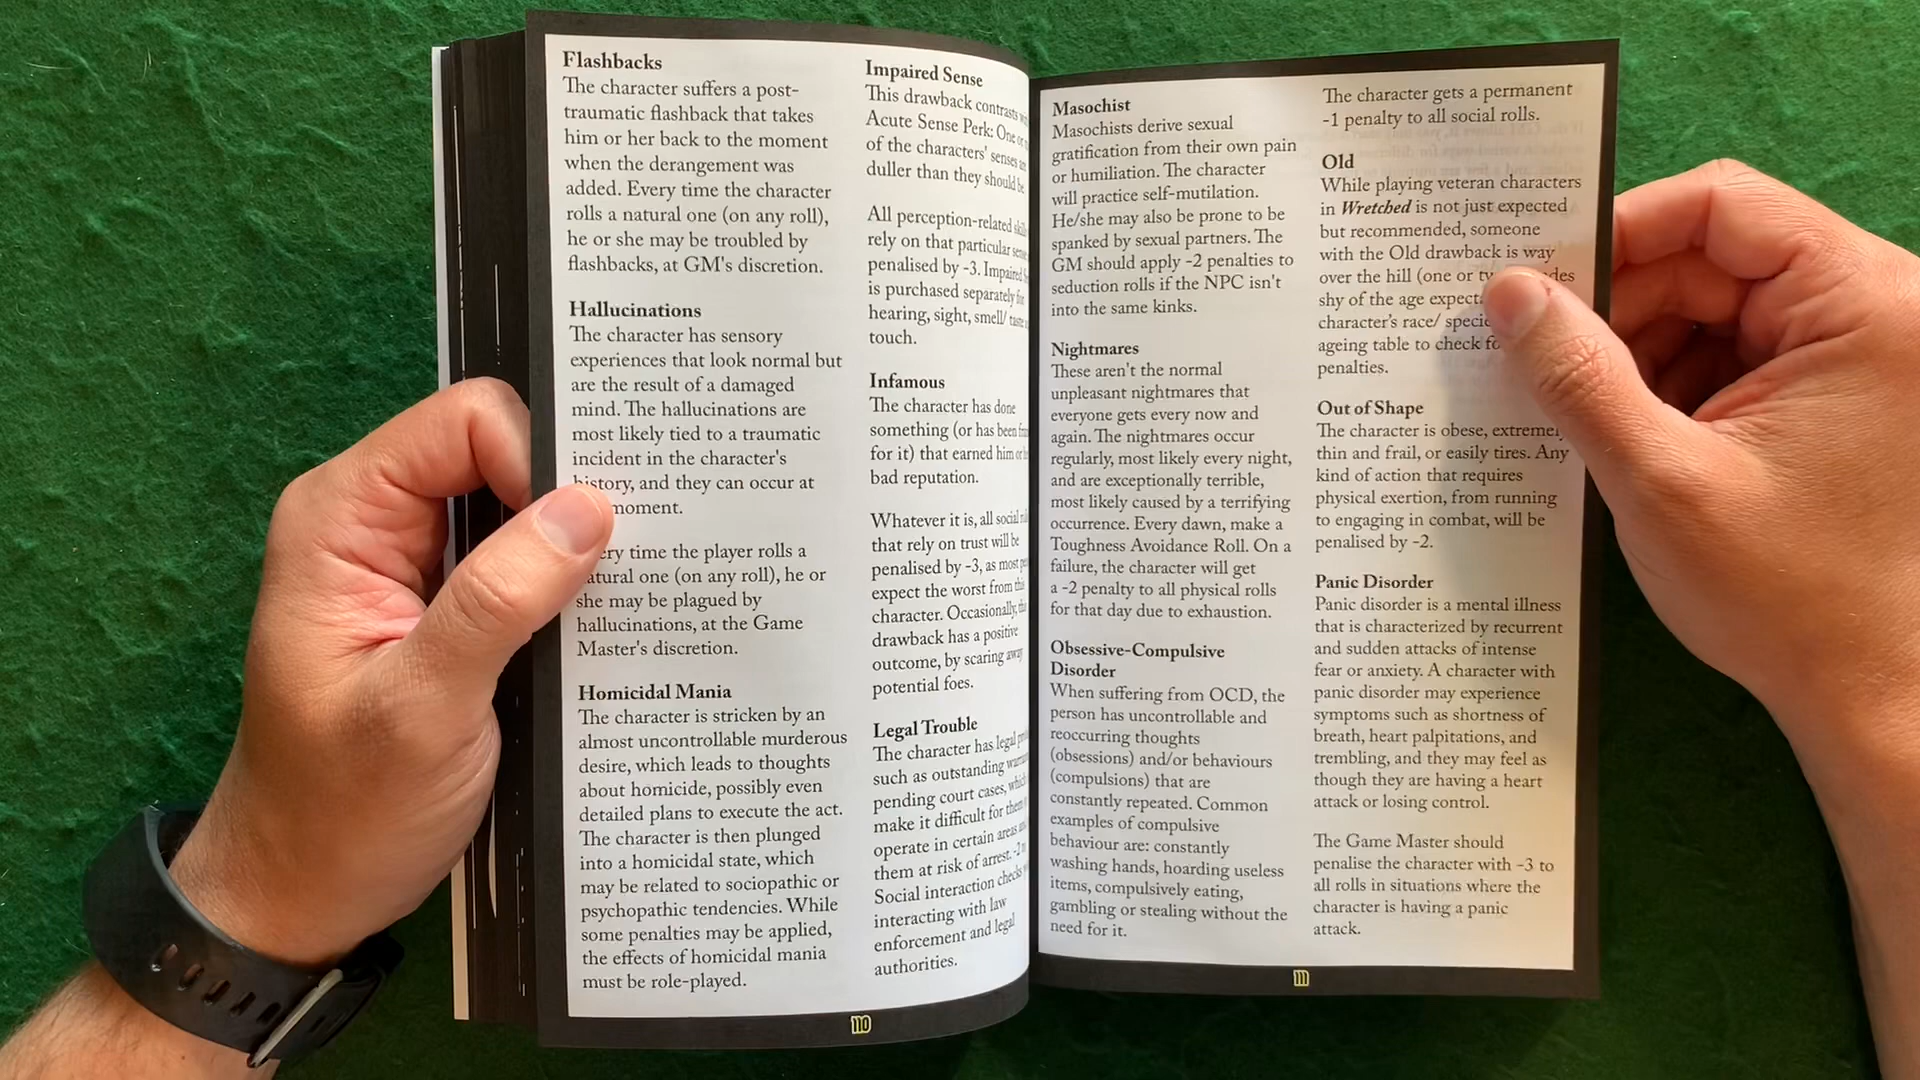 Flashbacks
The character suffers a post-
traumatic flashback that takes
him or her back to the moment
when the derangement was
added. Every time the character
rolls a natural one (on any roll),
he or she may be troubled by
flashbacks, at GM's discretion.
Hallucinations
The character has sensory
experiences that look normal but
are the result of a damaged
mind. The hallucinations are
most likely tied to a traumatic
incident in the character's
history, and they can occur at
moment.
time the player rolls a
natural one (on any roll), he or
she may be plagued by
hallucinations, at the Game
Master's discretion.
Homicidal Mania
The character is stricken by an
almost uncontrollable murderous
desire, which leads to thoughts
about homicide, possibly even
detailed plans to execute the act.
The character is then plunged
into a homicidal state, which
may be related to sociopathic or
psychopathic tendencies. While
some penalties may be applied,
the effects of homicidal mania
must be role-played.
Impaired Sense
This drawback contrasts
Acute Sense Perk: One or
of the characters' senses
duller than they should be
All perception-related
rely on that particular sense
penalised by -3. Impaired
is purchased separately for
hearing, sight, smell/ taste
touch.
Infamous
The character has done
something (or has been
for it) that earned him or
bad reputation.
Whatever it is, all social
that rely on trust will be
penalised by -3, as most
expect the worst from this
character. Occasionally, the
drawback has a positive
outcome, by scaring away
potential foes.
Legal Trouble
The character has legal
such as outstanding
pending court cases, which
make it difficult for them
operate in certain areas
them at risk of arrest. -2
Social interaction checks
interacting with law
enforcement and legal
authorities.
110
Masochist
Masochists derive sexual
gratification from their own pain
or humiliation. The character
will practice self-mutilation.
He/she may also be prone to be
spanked by sexual partners. The
GM should apply -2 penalties to
seduction rolls if the NPC isn't
into the same kinks.
Nightmares
These aren't the normal
unpleasant nightmares that
everyone gets every now and
again. The nightmares occur
regularly, most likely every night,
and are exceptionally terrible,
most likely caused by a terrifying
occurrence. Every dawn, make a
Toughness Avoidance Roll. On a
failure, the character will get
a -2 penalty to all physical rolls
for that day due to exhaustion.
Obsessive-Compulsive
Disorder
When suffering from OCD, the
person has uncontrollable and
reoccurring thoughts
(obsessions) and/or behaviours
(compulsions) that are
constantly repeated. Common
examples of compulsive
behaviour are: constantly
washing hands, hoarding useless
items, compulsively eating,
gambling or stealing without the
need for it.
The character gets a permanent
-1 penalty to all social rolls.
Old
While playing veteran characters
in Wretched is not just expected
but recommended, someone
with the Old drawback is way
over the hill (one or
shy of the age
character's race/
ageing table to check
penalties.
Out of Shape
The character is obese, extremely
thin and frail, or easily tires. Any
kind of action that requires
physical exertion, from running
to engaging in combat, will be
penalised by -2.
Panic Disorder
Panic disorder is a mental illness
that is characterized by recurrent
and sudden attacks of intense
fear or anxiety. A character with
panic disorder may experience
symptoms such as shortness of
breath, heart palpitations, and
trembling, and they may feel as
though they are having a heart
attack or losing control.
The Game Master should
penalise the character with -3 to
all rolls in situations where the
character is having a panic
attack.
111